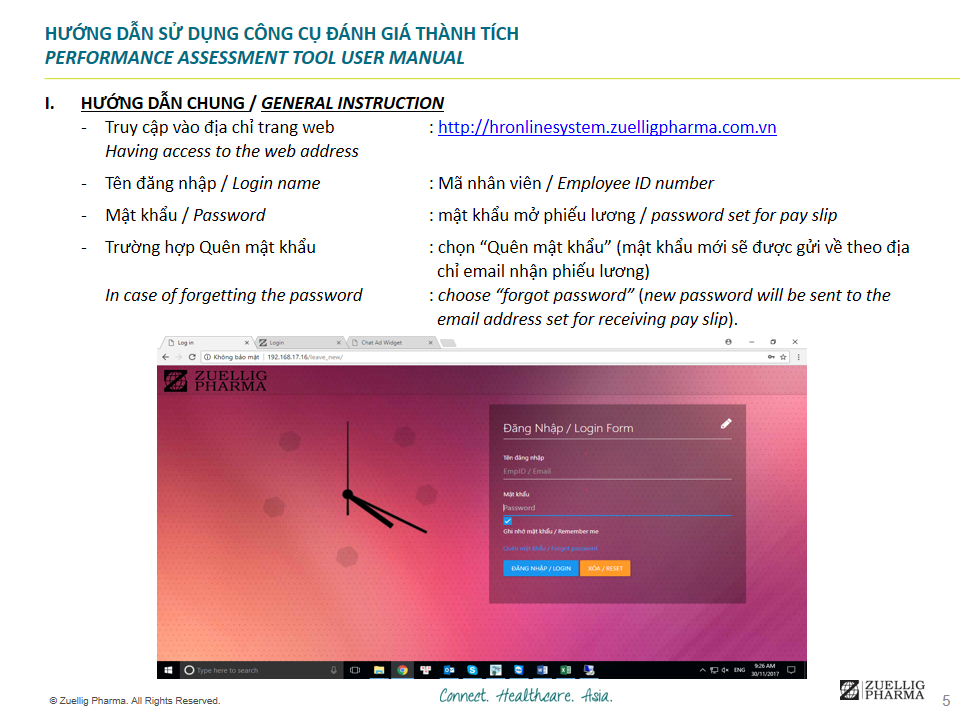 HƯỚNG DẪN SỬ DỤNG CÔNG CỤ ĐÁNH GIÁ THÀNH TÍCH
PERFORMANCE ASSESSMENT TOOL USER MANUAL
I. HƯỚNG DẪN CHUNG / GENERAL INSTRUCTION
- Truy cập vào địa chỉ trang web : http://hronlinesystem.zuelligpharma.com.vn
Having access to the web address
- Tên đăng nhập / Login name : Mã nhân viên / Employee ID number
- Mật khẩu / Password : mật khẩu mở phiếu lương / password set for pay slip
- Trường hợp Quên mật khẩu : chọn “Quên mật khẩu” (mật khẩu mới sẽ được gửi về theo địa
chỉ email nhận phiếu lương)
In case of forgetting the password : choose “forgot password” (new password will be sent to the
email address set for receiving pay slip).
Log in Login Chat Ad Widget
Không bảo mật 192.168.17.16/leave_new/
ZUELLIG
PHARMA
Đăng Nhập / Login Form
Tên đăng nhập
EmpID / Email
Mật khẩu
Password
Ghi nhớ mật khẩu / Remember me
Quên mật khẩu / Forgot password
ĐĂNG NHẬP / LOGIN XÓA / RESET
Type here to search
ENG
9:26 AM
30/11/2017
© Zuellig Pharma. All Rights Reserved.
Connect. Healthcare. Asia.
ZUELLIG
PHARMA
5